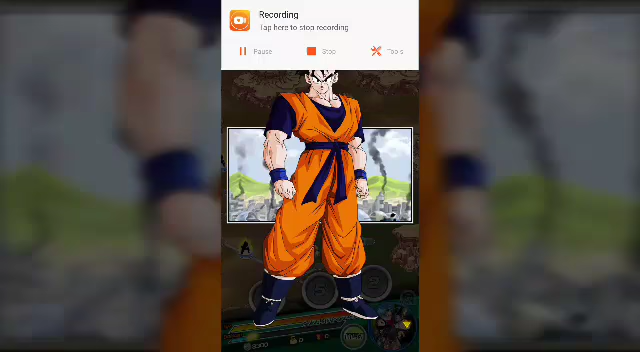 Recording
Tap here to stop recording
Pause
Stop
Tools